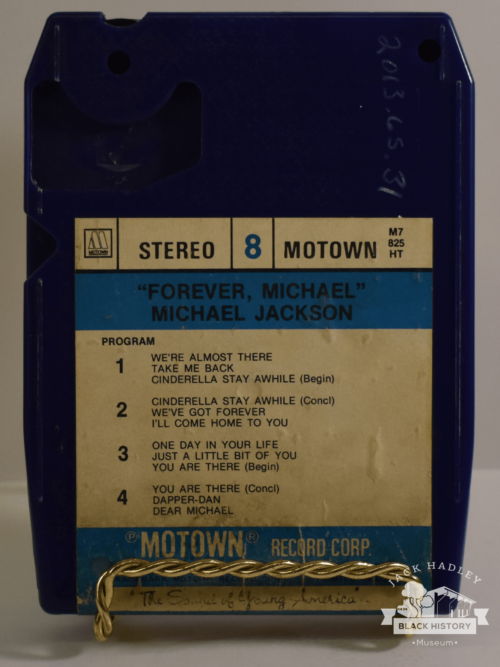 2013.65.31
MOTOWN
STEREO 8 MOTOWN
M7
825
HT
"FOREVER, MICHAEL"
MICHAEL JACKSON
PROGRAM
1
WE'RE ALMOST THERE
TAKE ME BACK
CINDERELLA STAY AWHILE (Begin)
2
CINDERELLA STAY AWHILE (Concl)
WE'VE GOT FOREVER
I'LL COME HOME TO YOU
3
ONE DAY IN YOUR LIFE
JUST A LITTLE BIT OF YOU
YOU ARE THERE (Begin)
4
YOU ARE THERE (Concl)
DAPPER-DAN
DEAR MICHAEL
℗ MOTOWN ® RECORD CORP.
"The Sound of Young America"
JACK HADLEY
BLACK HISTORY
•Museum•